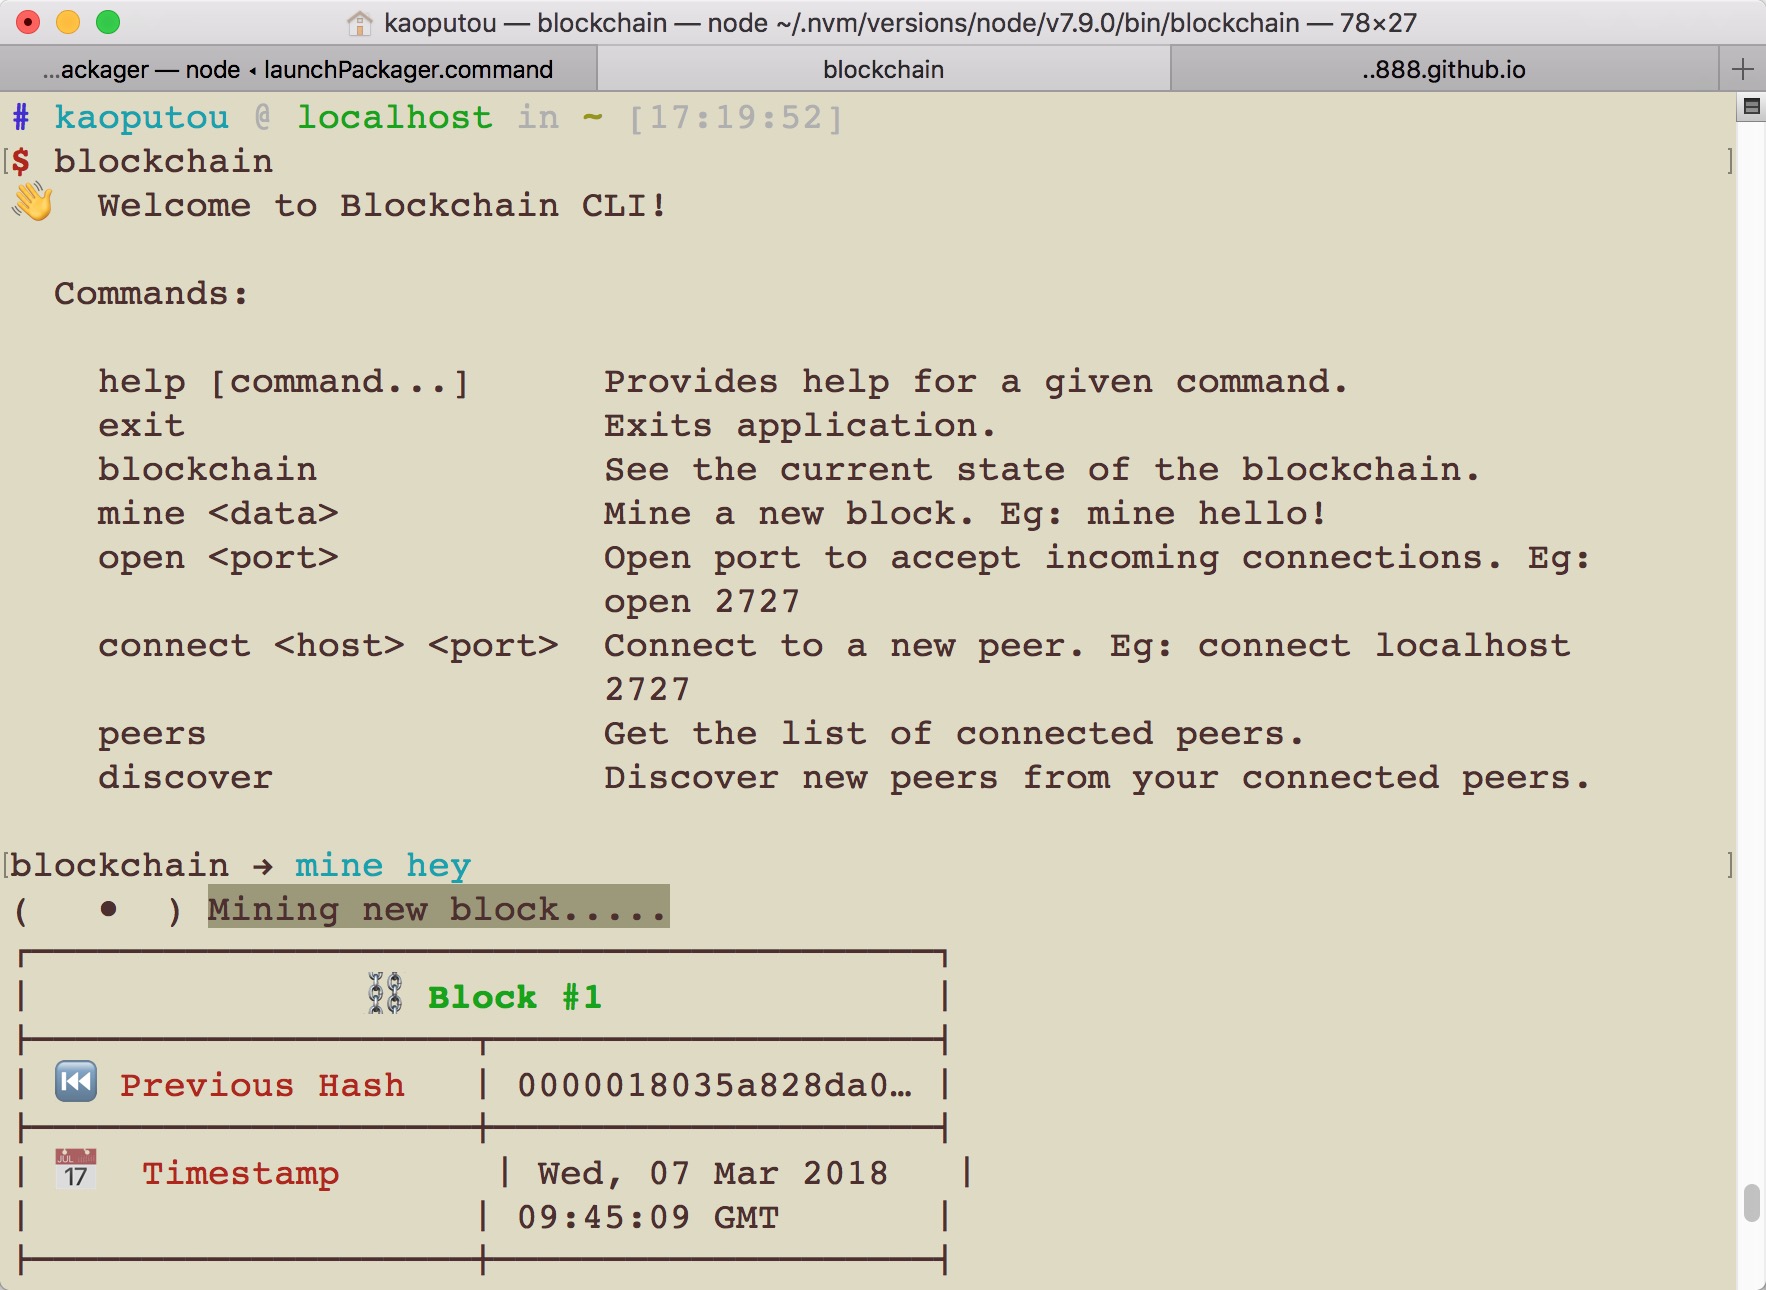 kaoputou — blockchain — node ~/.nvm/versions/node/v7.9.0/bin/blockchain — 78×27
...ackager — node ◂ launchPackager.command
blockchain
..888.github.io
# kaoputou @ localhost in ~ [17:19:52]
[$ blockchain ]
👋 Welcome to Blockchain CLI!
Commands:
help [command...] Provides help for a given command.
exit Exits application.
blockchain See the current state of the blockchain.
mine <data> Mine a new block. Eg: mine hello!
open <port> Open port to accept incoming connections. Eg:
open 2727
connect <host> <port> Connect to a new peer. Eg: connect localhost
2727
peers Get the list of connected peers.
discover Discover new peers from your connected peers.
[blockchain → mine hey ]
( ● ) Mining new block.....
Block #1
Previous Hash | 0000018035a828da0…
JUL
17
Timestamp | Wed, 07 Mar 2018
09:45:09 GMT